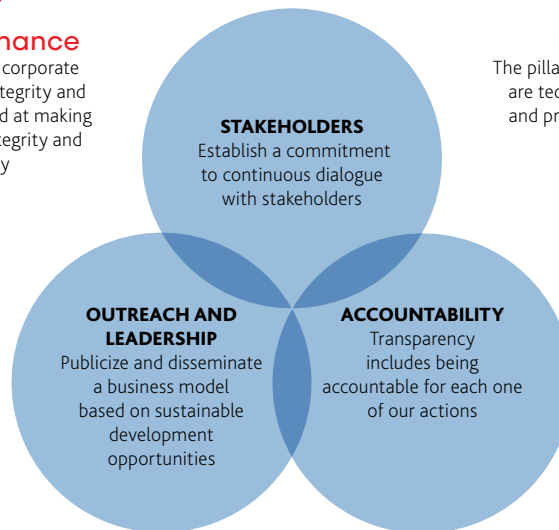 nance
corporate
tegrity and
d at making
tegrity and
y
The pilla
are tec
and pr
STAKEHOLDERS
Establish a commitment
to continuous dialogue
with stakeholders
OUTREACH AND
LEADERSHIP
Publicize and disseminate
a business model
based on sustainable
development
opportunities
ACCOUNTABILITY
Transparency
includes being
accountable for each one
of our actions